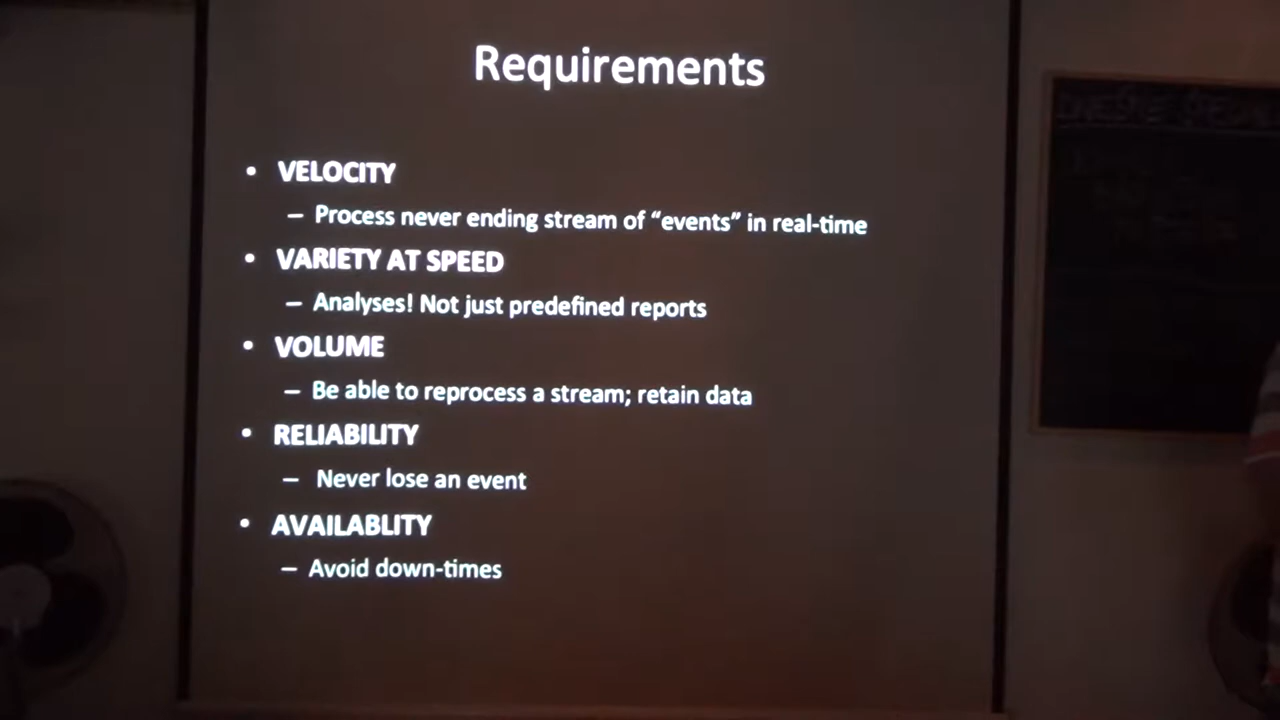 Requirements
• VELOCITY
– Process never ending stream of “events” in real-time
• VARIETY AT SPEED
– Analyses! Not just predefined reports
• VOLUME
– Be able to reprocess a stream; retain data
• RELIABILITY
– Never lose an event
• AVAILABLITY
– Avoid down-times